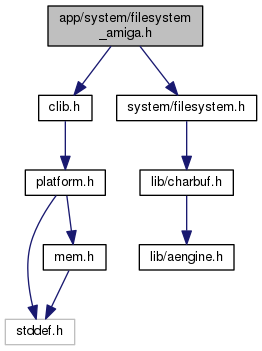 app/system/filesystem
_amiga.h
clib.h
system/filesystem.h
platform.h
lib/charbuf.h
mem.h
lib/aengine.h
stddef.h